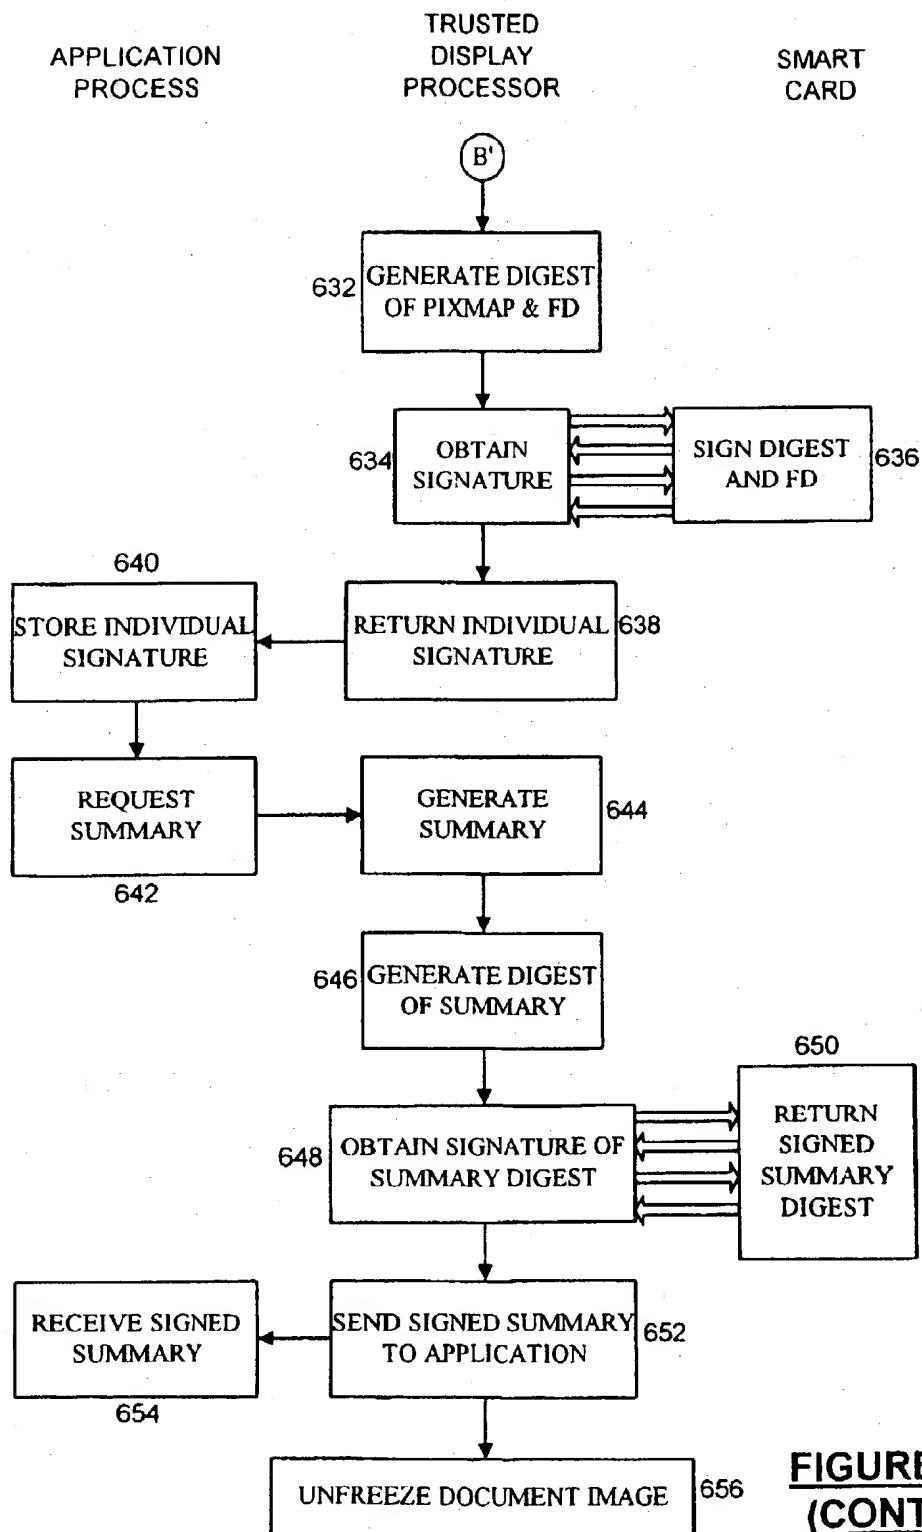 APPLICATION
PROCESS
TRUSTED
DISPLAY
PROCESSOR
SMART
CARD
B'
632
GENERATE DIGEST
OF PIXMAP & FD
634
OBTAIN
SIGNATURE
SIGN DIGEST
AND FD
636
640
STORE INDIVIDUAL
SIGNATURE
RETURN INDIVIDUAL
SIGNATURE
638
REQUEST
SUMMARY
642
GENERATE
SUMMARY
644
646
GENERATE DIGEST
OF SUMMARY
648
OBTAIN SIGNATURE OF
SUMMARY DIGEST
650
RETURN
SIGNED
SUMMARY
DIGEST
RECEIVE SIGNED
SUMMARY
654
SEND SIGNED SUMMARY
TO APPLICATION
652
UNFREEZE DOCUMENT IMAGE
656
FIGURE
(CONT